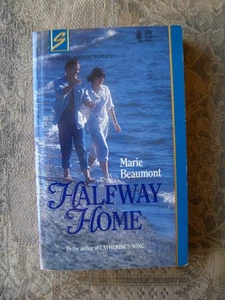 S
Marie
Beaumont
HALFWAY
HOME
By the author of CATHERINE'S SONG